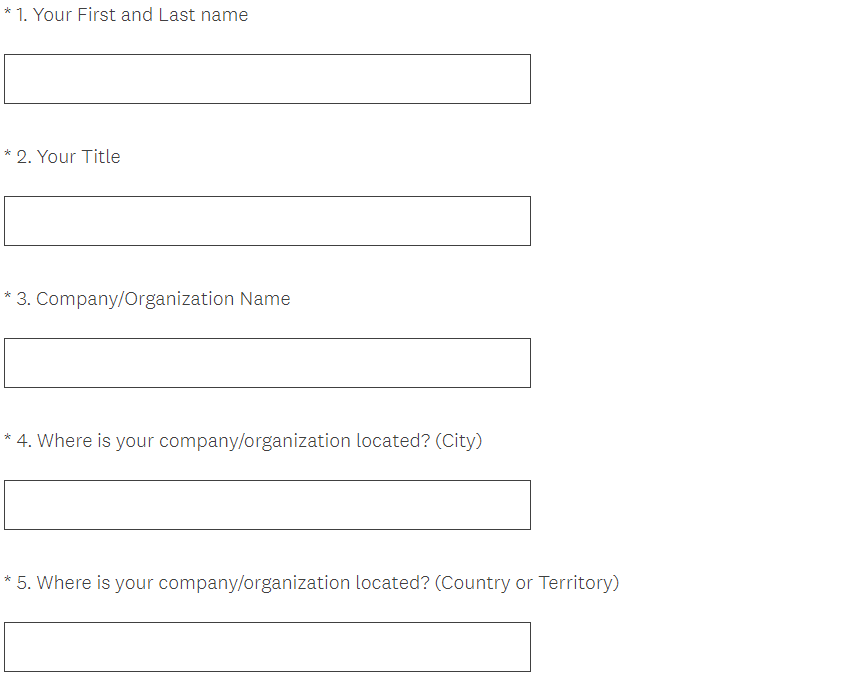 * 1. Your First and Last name
* 2. Your Title
* 3. Company/Organization Name
* 4. Where is your company/organization located? (City)
* 5. Where is your company/organization located? (Country or Territory)